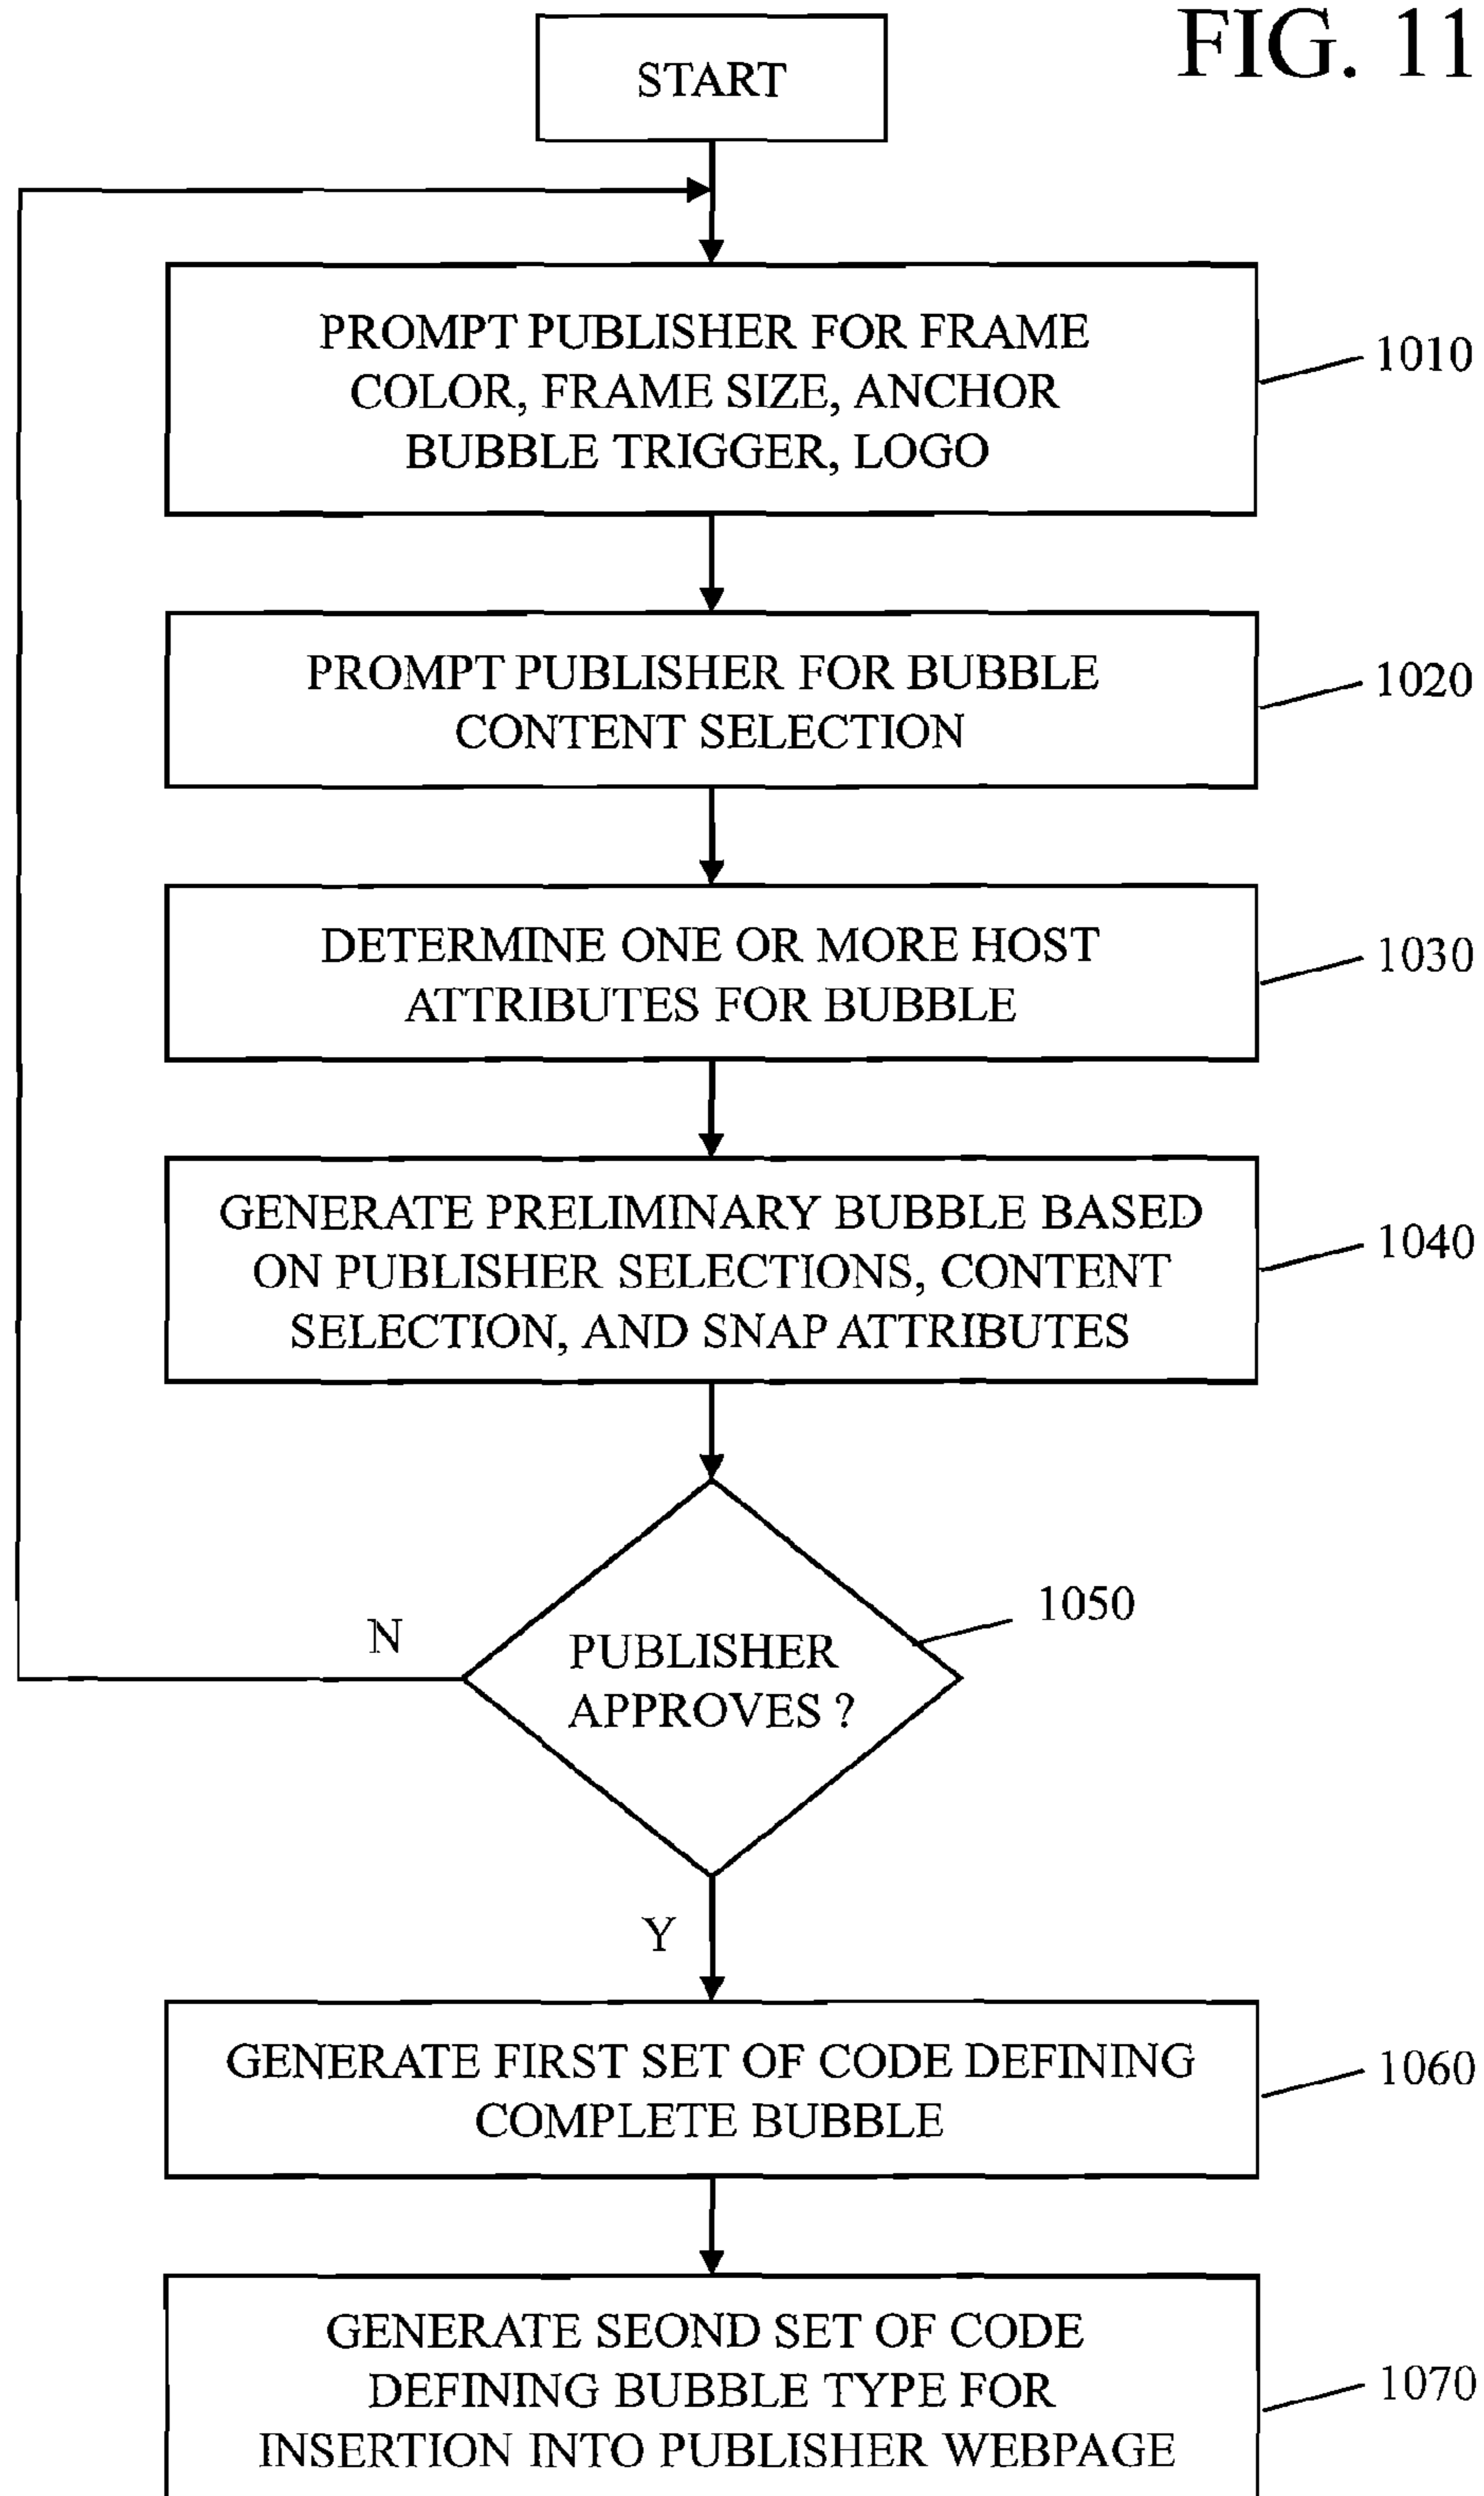 FIG. 11
START
PROMPT PUBLISHER FOR FRAME
COLOR, FRAME SIZE, ANCHOR
BUBBLE TRIGGER, LOGO
1010
PROMPT PUBLISHER FOR BUBBLE
CONTENT SELECTION
1020
DETERMINE ONE OR MORE HOST
ATTRIBUTES FOR BUBBLE
1030
GENERATE PRELIMINARY BUBBLE BASED
ON PUBLISHER SELECTIONS, CONTENT
SELECTION, AND SNAP ATTRIBUTES
1040
PUBLISHER
APPROVES ?
1050
N
Y
GENERATE FIRST SET OF CODE DEFINING
COMPLETE BUBBLE
1060
GENERATE SEOND SET OF CODE
DEFINING BUBBLE TYPE FOR
INSERTION INTO PUBLISHER WEBPAGE
1070